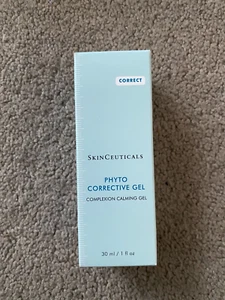 CORRECT
SKINCEUTICALS
PHYTO
CORRECTIVE GEL
COMPLEXION CALMING GEL
30 ml / 1 fl oz